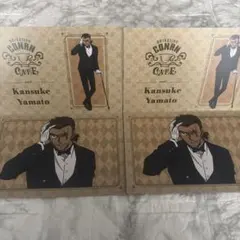 DETECTIVE
CONAN
CAFE
Kansuke
Yamato
DETECTIVE
CONAN
CAFE
Kansuke
Yamato